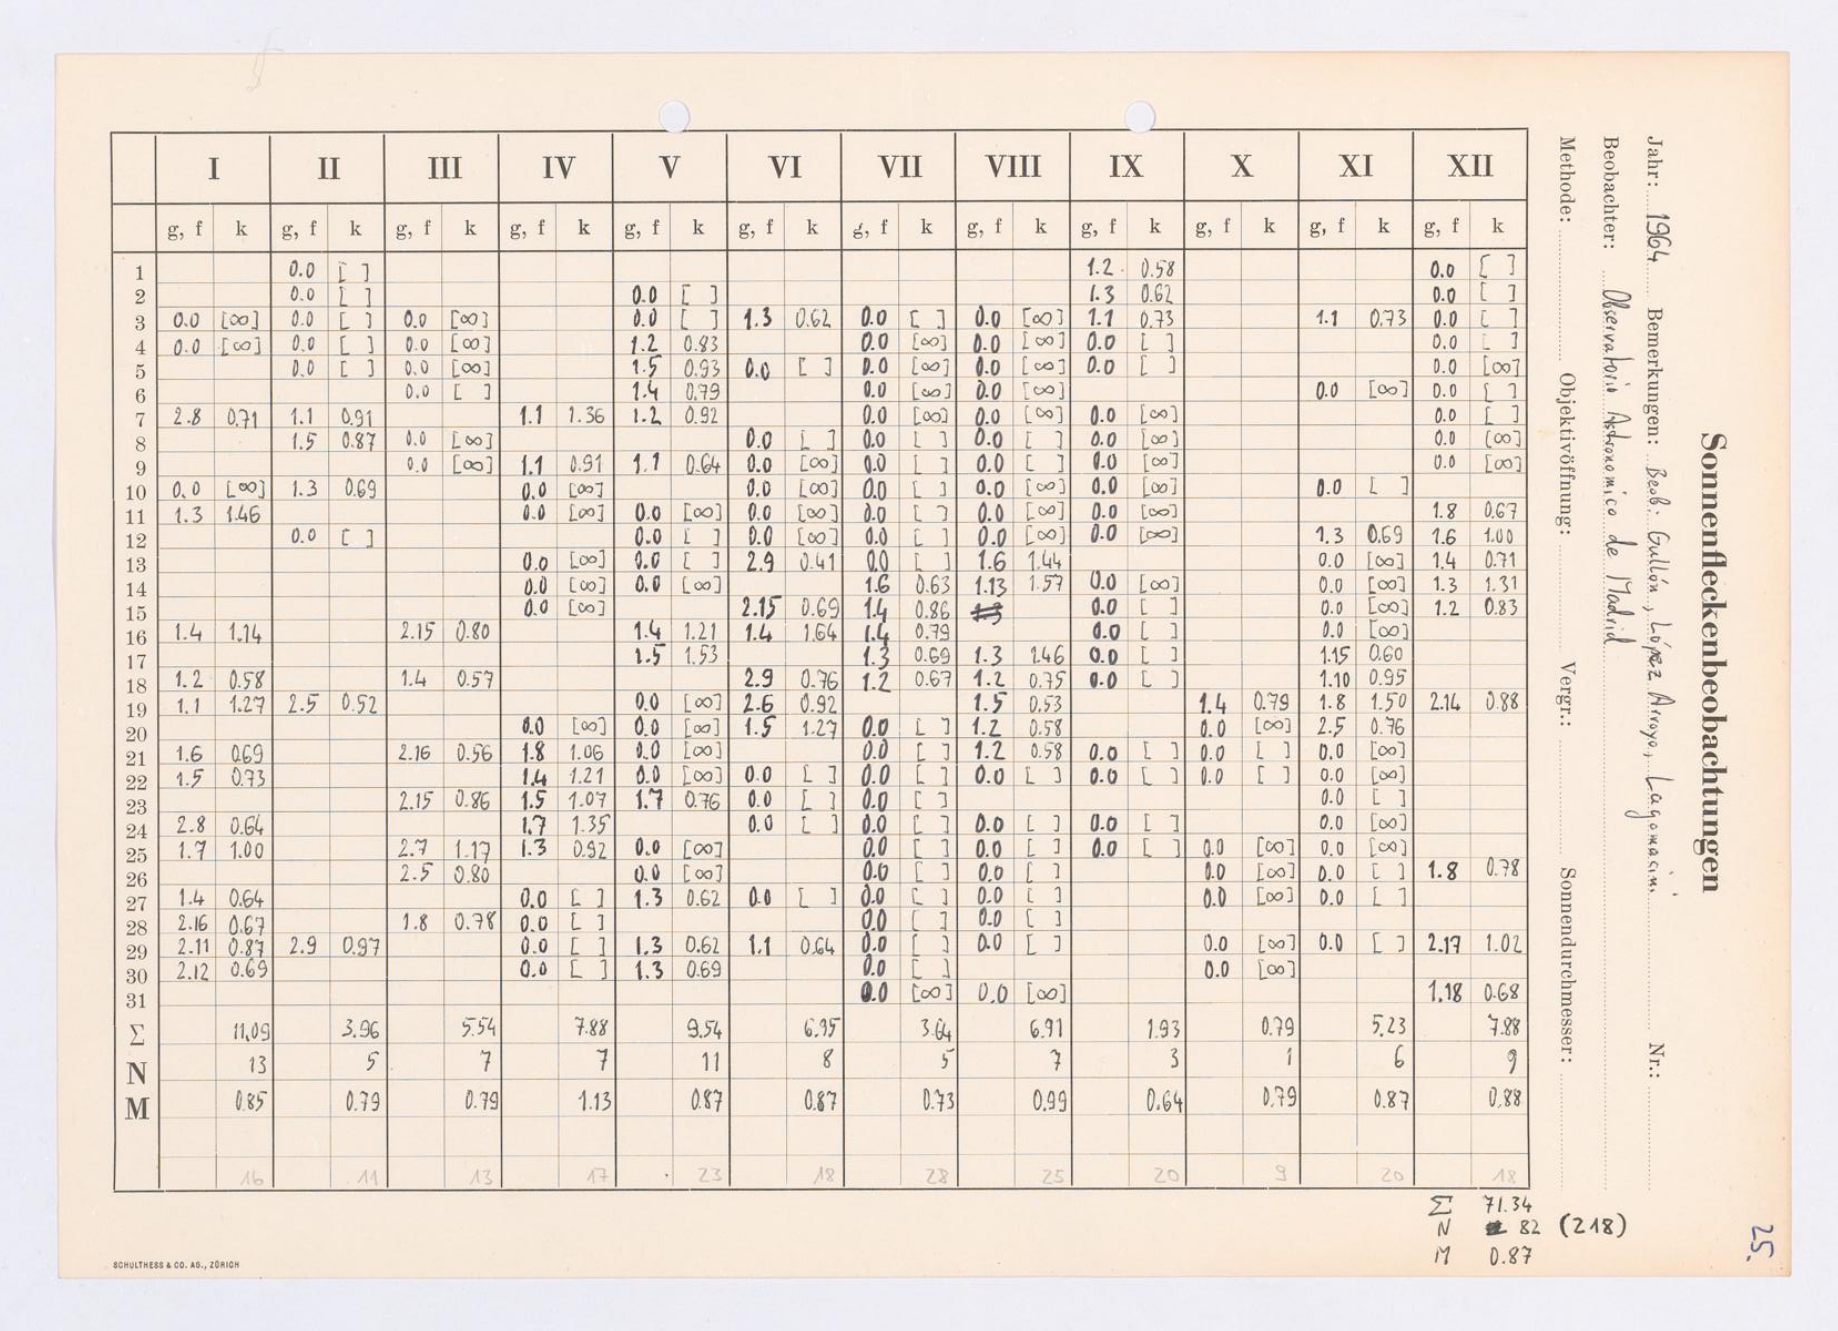 Sonnenfleckenbeobachtungen
Jahr: 1964 Bemerkungen: Beob: Gullón, López Arroyo, Lagomacini Nr.:
Beobachter: Observatorio Astronomico de Madrid
Methode: Objektivöffnung: Vergr.: Sonnendurchmesser:
I II III IV V VI VII VIII IX X XI XII
g, f k g, f k g, f k g, f k g, f k g, f k g, f k g, f k g, f k g, f k g, f k g, f k
1 0.0 [ ] 1.2 0.58 0.0 [ ]
2 0.0 [ ] 0.0 [ ] 1.3 0.62 0.0 [ ]
3 0.0 [∞] 0.0 [ ] 0.0 [∞] 0.0 [ ] 1.3 0.62 0.0 [ ] 0.0 [∞] 1.1 0.73 1.1 0.73 0.0 [ ]
4 0.0 [∞] 0.0 [ ] 0.0 [∞] 1.2 0.83 0.0 [∞] 0.0 [∞] 0.0 [ ] 0.0 [ ]
5 0.0 [ ] 0.0 [∞] 1.5 0.93 0.0 [ ] 0.0 [∞] 0.0 [∞] 0.0 [ ] 0.0 [∞]
6 0.0 [ ] 1.4 0.79 0.0 [∞] 0.0 [∞] 0.0 [∞] 0.0 [ ]
7 2.8 0.71 1.1 0.91 1.1 1.36 1.2 0.92 0.0 [∞] 0.0 [∞] 0.0 [∞] 0.0 [ ]
8 1.5 0.87 0.0 [∞] 0.0 [ ] 0.0 [ ] 0.0 [ ] 0.0 [∞] 0.0 [∞]
9 0.0 [∞] 1.1 0.91 1.1 0.64 0.0 [∞] 0.0 [ ] 0.0 [ ] 0.0 [∞] 0.0 [∞]
10 0.0 [∞] 1.3 0.69 0.0 [∞] 0.0 [∞] 0.0 [ ] 0.0 [∞] 0.0 [∞] 0.0 [ ]
11 1.3 1.46 0.0 [∞] 0.0 [∞] 0.0 [∞] 0.0 [ ] 0.0 [∞] 0.0 [∞] 1.8 0.67
12 0.0 [ ] 0.0 [ ] 0.0 [∞] 0.0 [ ] 0.0 [∞] 0.0 [∞] 1.3 0.69 1.6 1.00
13 0.0 [∞] 0.0 [ ] 2.9 0.41 0.0 [ ] 1.6 1.44 0.0 [∞] 1.4 0.71
14 0.0 [∞] 0.0 [∞] 1.6 0.63 1.13 1.57 0.0 [∞] 0.0 [∞] 1.3 1.31
15 0.0 [∞] 2.15 0.69 1.4 0.86 0.0 [ ] 0.0 [∞] 1.2 0.83
16 1.4 1.14 2.15 0.80 1.4 1.21 1.4 1.64 1.4 0.79 0.0 [ ] 0.0 [∞]
17 1.5 1.53 1.3 0.69 1.3 1.46 0.0 [ ] 1.15 0.60
18 1.2 0.58 1.4 0.57 2.9 0.76 1.2 0.67 1.2 0.75 0.0 [ ] 1.10 0.95
19 1.1 1.27 2.5 0.52 0.0 [∞] 2.6 0.92 1.5 0.53 1.4 0.79 1.8 1.50 2.14 0.88
20 0.0 [∞] 0.0 [∞] 1.5 1.27 0.0 [ ] 1.2 0.58 0.0 [∞] 2.5 0.76
21 1.6 0.69 2.16 0.56 1.8 1.06 0.0 [∞] 0.0 [ ] 1.2 0.58 0.0 [ ] 0.0 [ ] 0.0 [∞]
22 1.5 0.73 1.4 1.21 0.0 [∞] 0.0 [ ] 0.0 [ ] 0.0 [ ] 0.0 [ ] 0.0 [ ] 0.0 [∞]
23 2.15 0.86 1.5 1.07 1.7 0.76 0.0 [ ] 0.0 [ ] 0.0 [ ]
24 2.8 0.64 1.7 1.35 0.0 [ ] 0.0 [ ] 0.0 [ ] 0.0 [ ] 0.0 [∞]
25 1.7 1.00 2.7 1.17 1.3 0.92 0.0 [∞] 0.0 [ ] 0.0 [ ] 0.0 [ ] 0.0 [∞] 0.0 [∞]
26 2.5 0.80 0.0 [∞] 0.0 [ ] 0.0 [ ] 0.0 [∞] 0.0 [ ] 1.8 0.78
27 1.4 0.64 0.0 [ ] 1.3 0.62 0.0 [ ] 0.0 [ ] 0.0 [ ] 0.0 [∞] 0.0 [ ]
28 2.16 0.67 1.8 0.78 0.0 [ ] 0.0 [ ] 0.0 [ ]
29 2.11 0.87 2.9 0.97 0.0 [ ] 1.3 0.62 1.1 0.64 0.0 [ ] 0.0 [ ] 0.0 [∞] 0.0 [ ] 2.17 1.02
30 2.12 0.69 0.0 [ ] 1.3 0.69 0.0 [ ] 0.0 [∞]
31 0.0 [∞] 0.0 [∞] 1.18 0.68
Σ 11,09 3.96 5.54 7.88 9.54 6.95 3.64 6.91 1.93 0.79 5.23 7.88
N 13 5 7 7 11 8 5 7 3 1 6 9
M 0.85 0.79 0.79 1.13 0.87 0.87 0.73 0.99 0.64 0.79 0.87 0.88
16 11 13 17 23 18 28 25 20 9 20 18
Σ 71.34
N 82 (218)
M 0.87
25.
SCHULTHESS & CO. AG., ZÜRICH